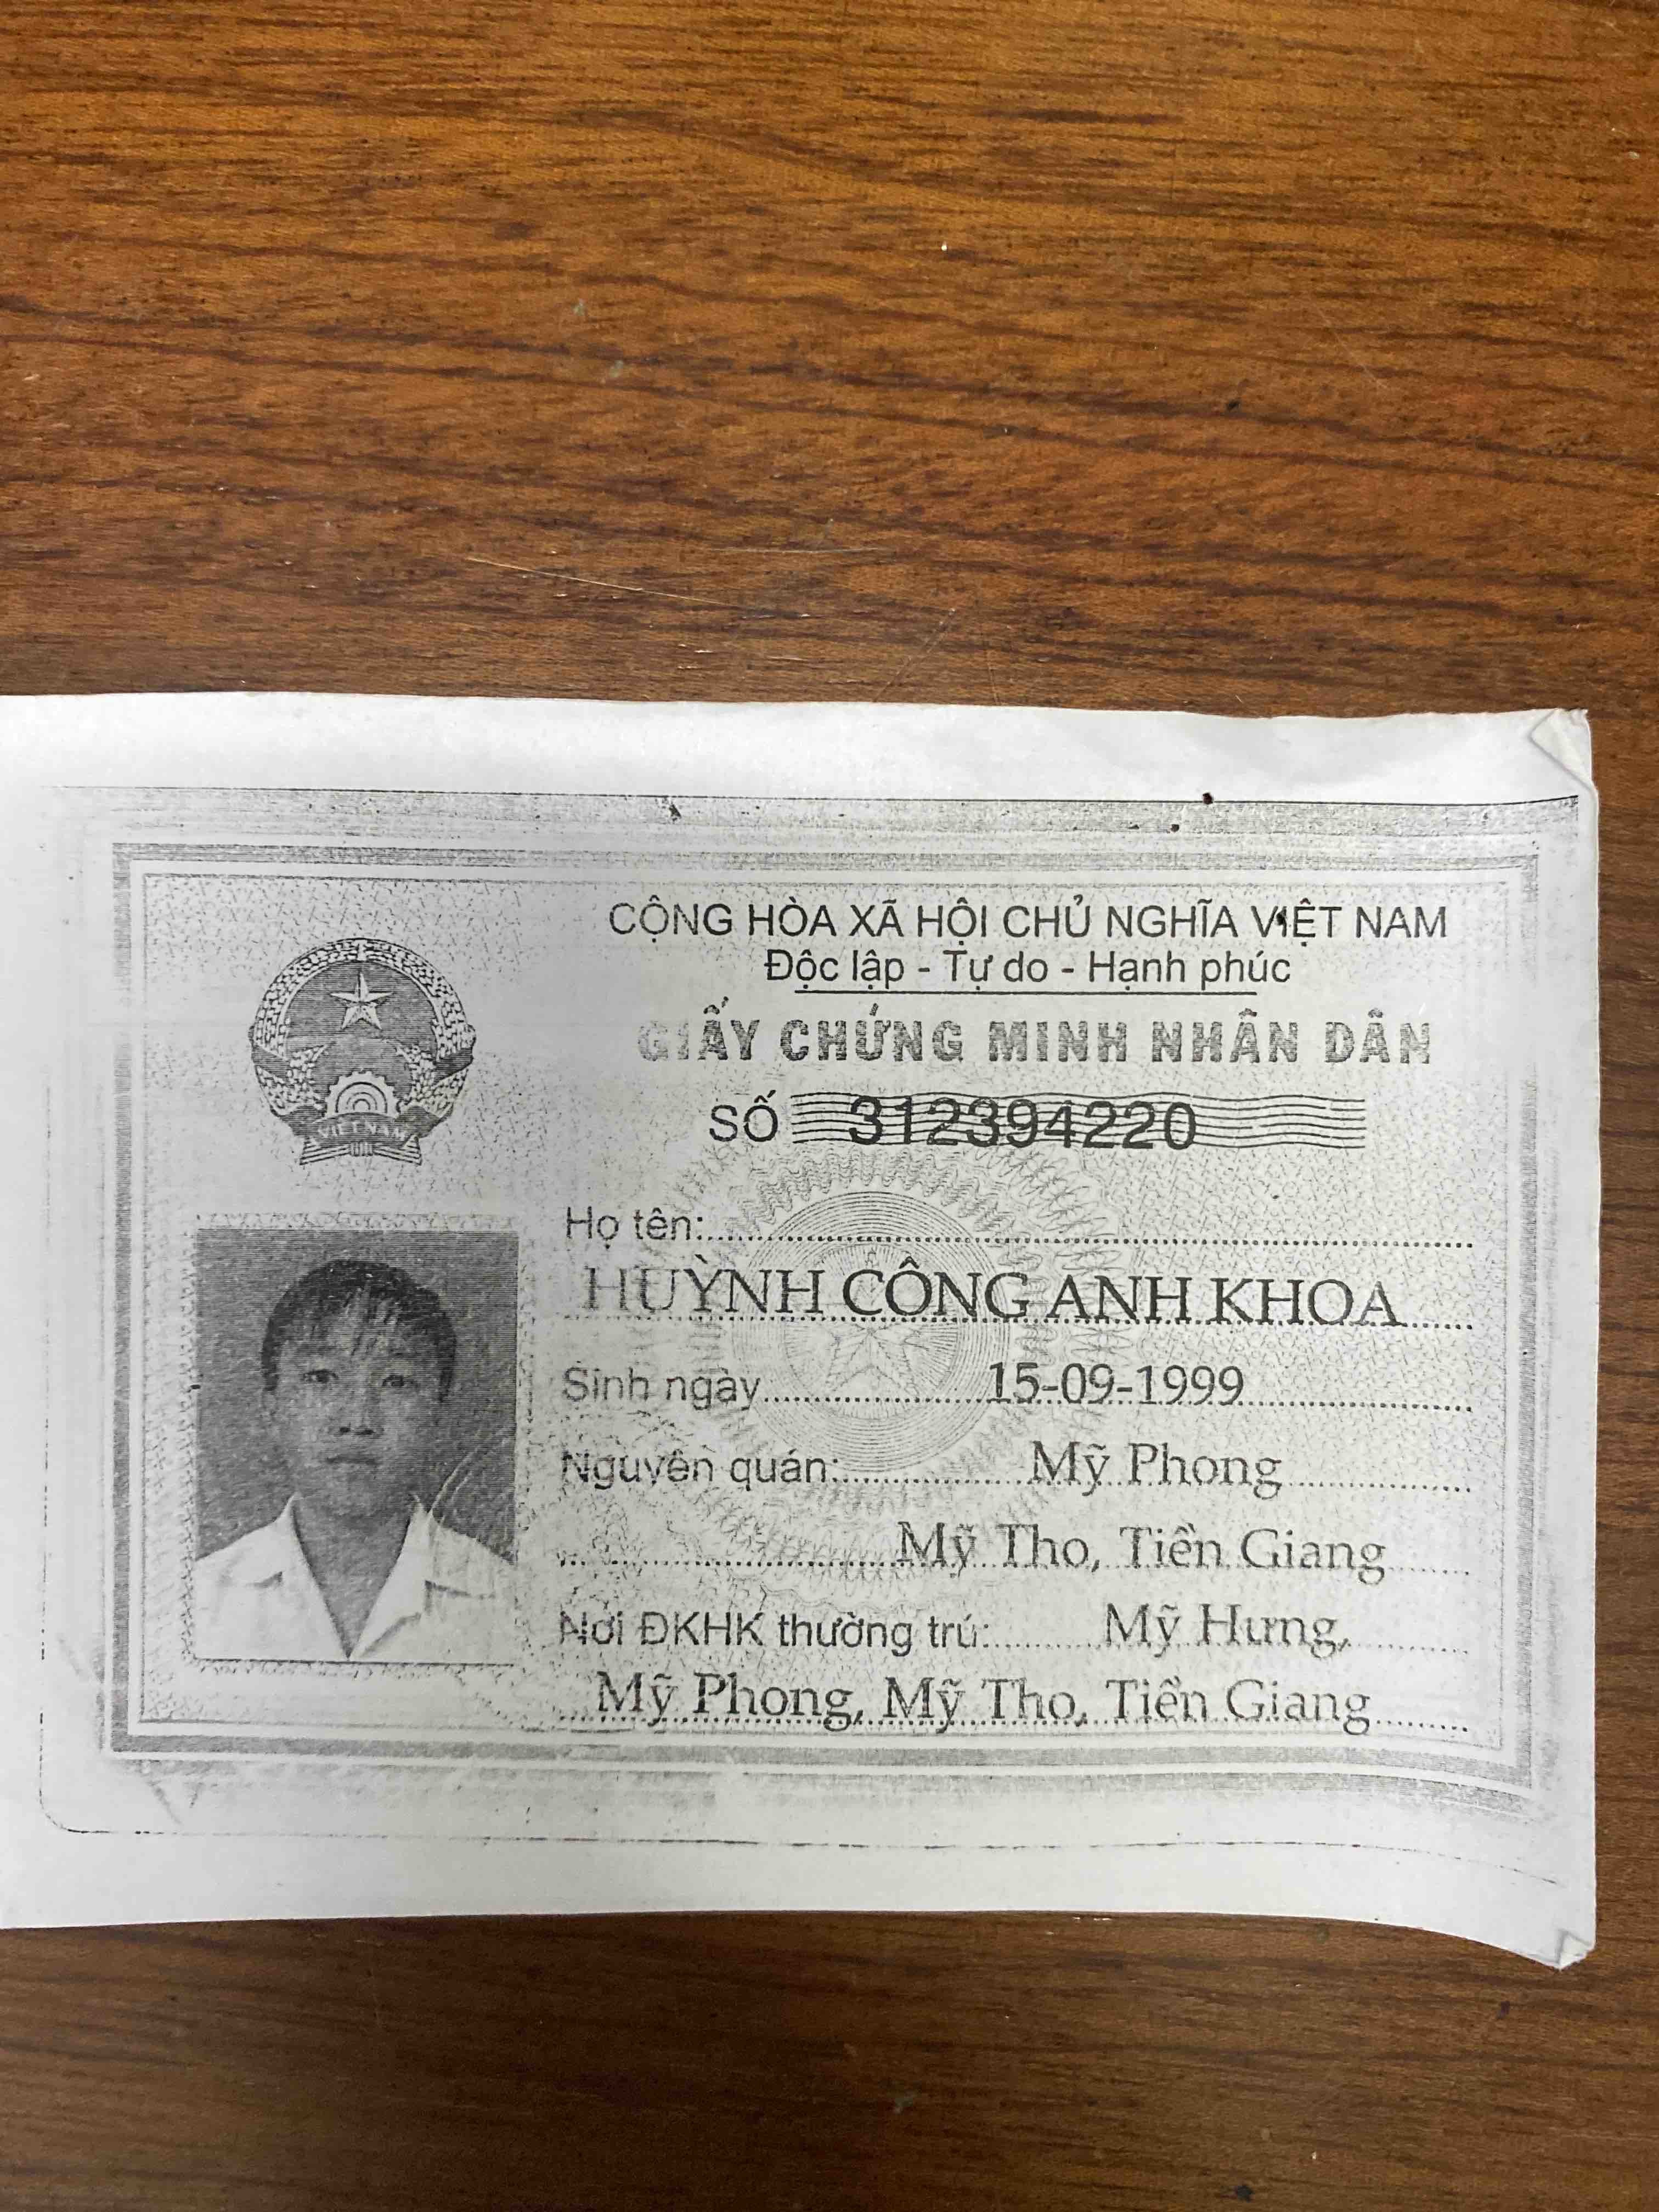 CỘNG HÒA XÃ HỘI CHỦ NGHĨA VIỆT NAM
Độc lập - Tự do - Hạnh phúc
GIẤY CHỨNG MINH NHÂN DÂN
SỐ 312394220
VIỆT NAM
Họ tên:
HUỲNH CÔNG ANH KHOA
Sinh ngày 15-09-1999
Nguyên quán: Mỹ Phong
Mỹ Tho, Tiền Giang
Nơi ĐKHK thường trú: Mỹ Hưng,
Mỹ Phong, Mỹ Tho, Tiền Giang